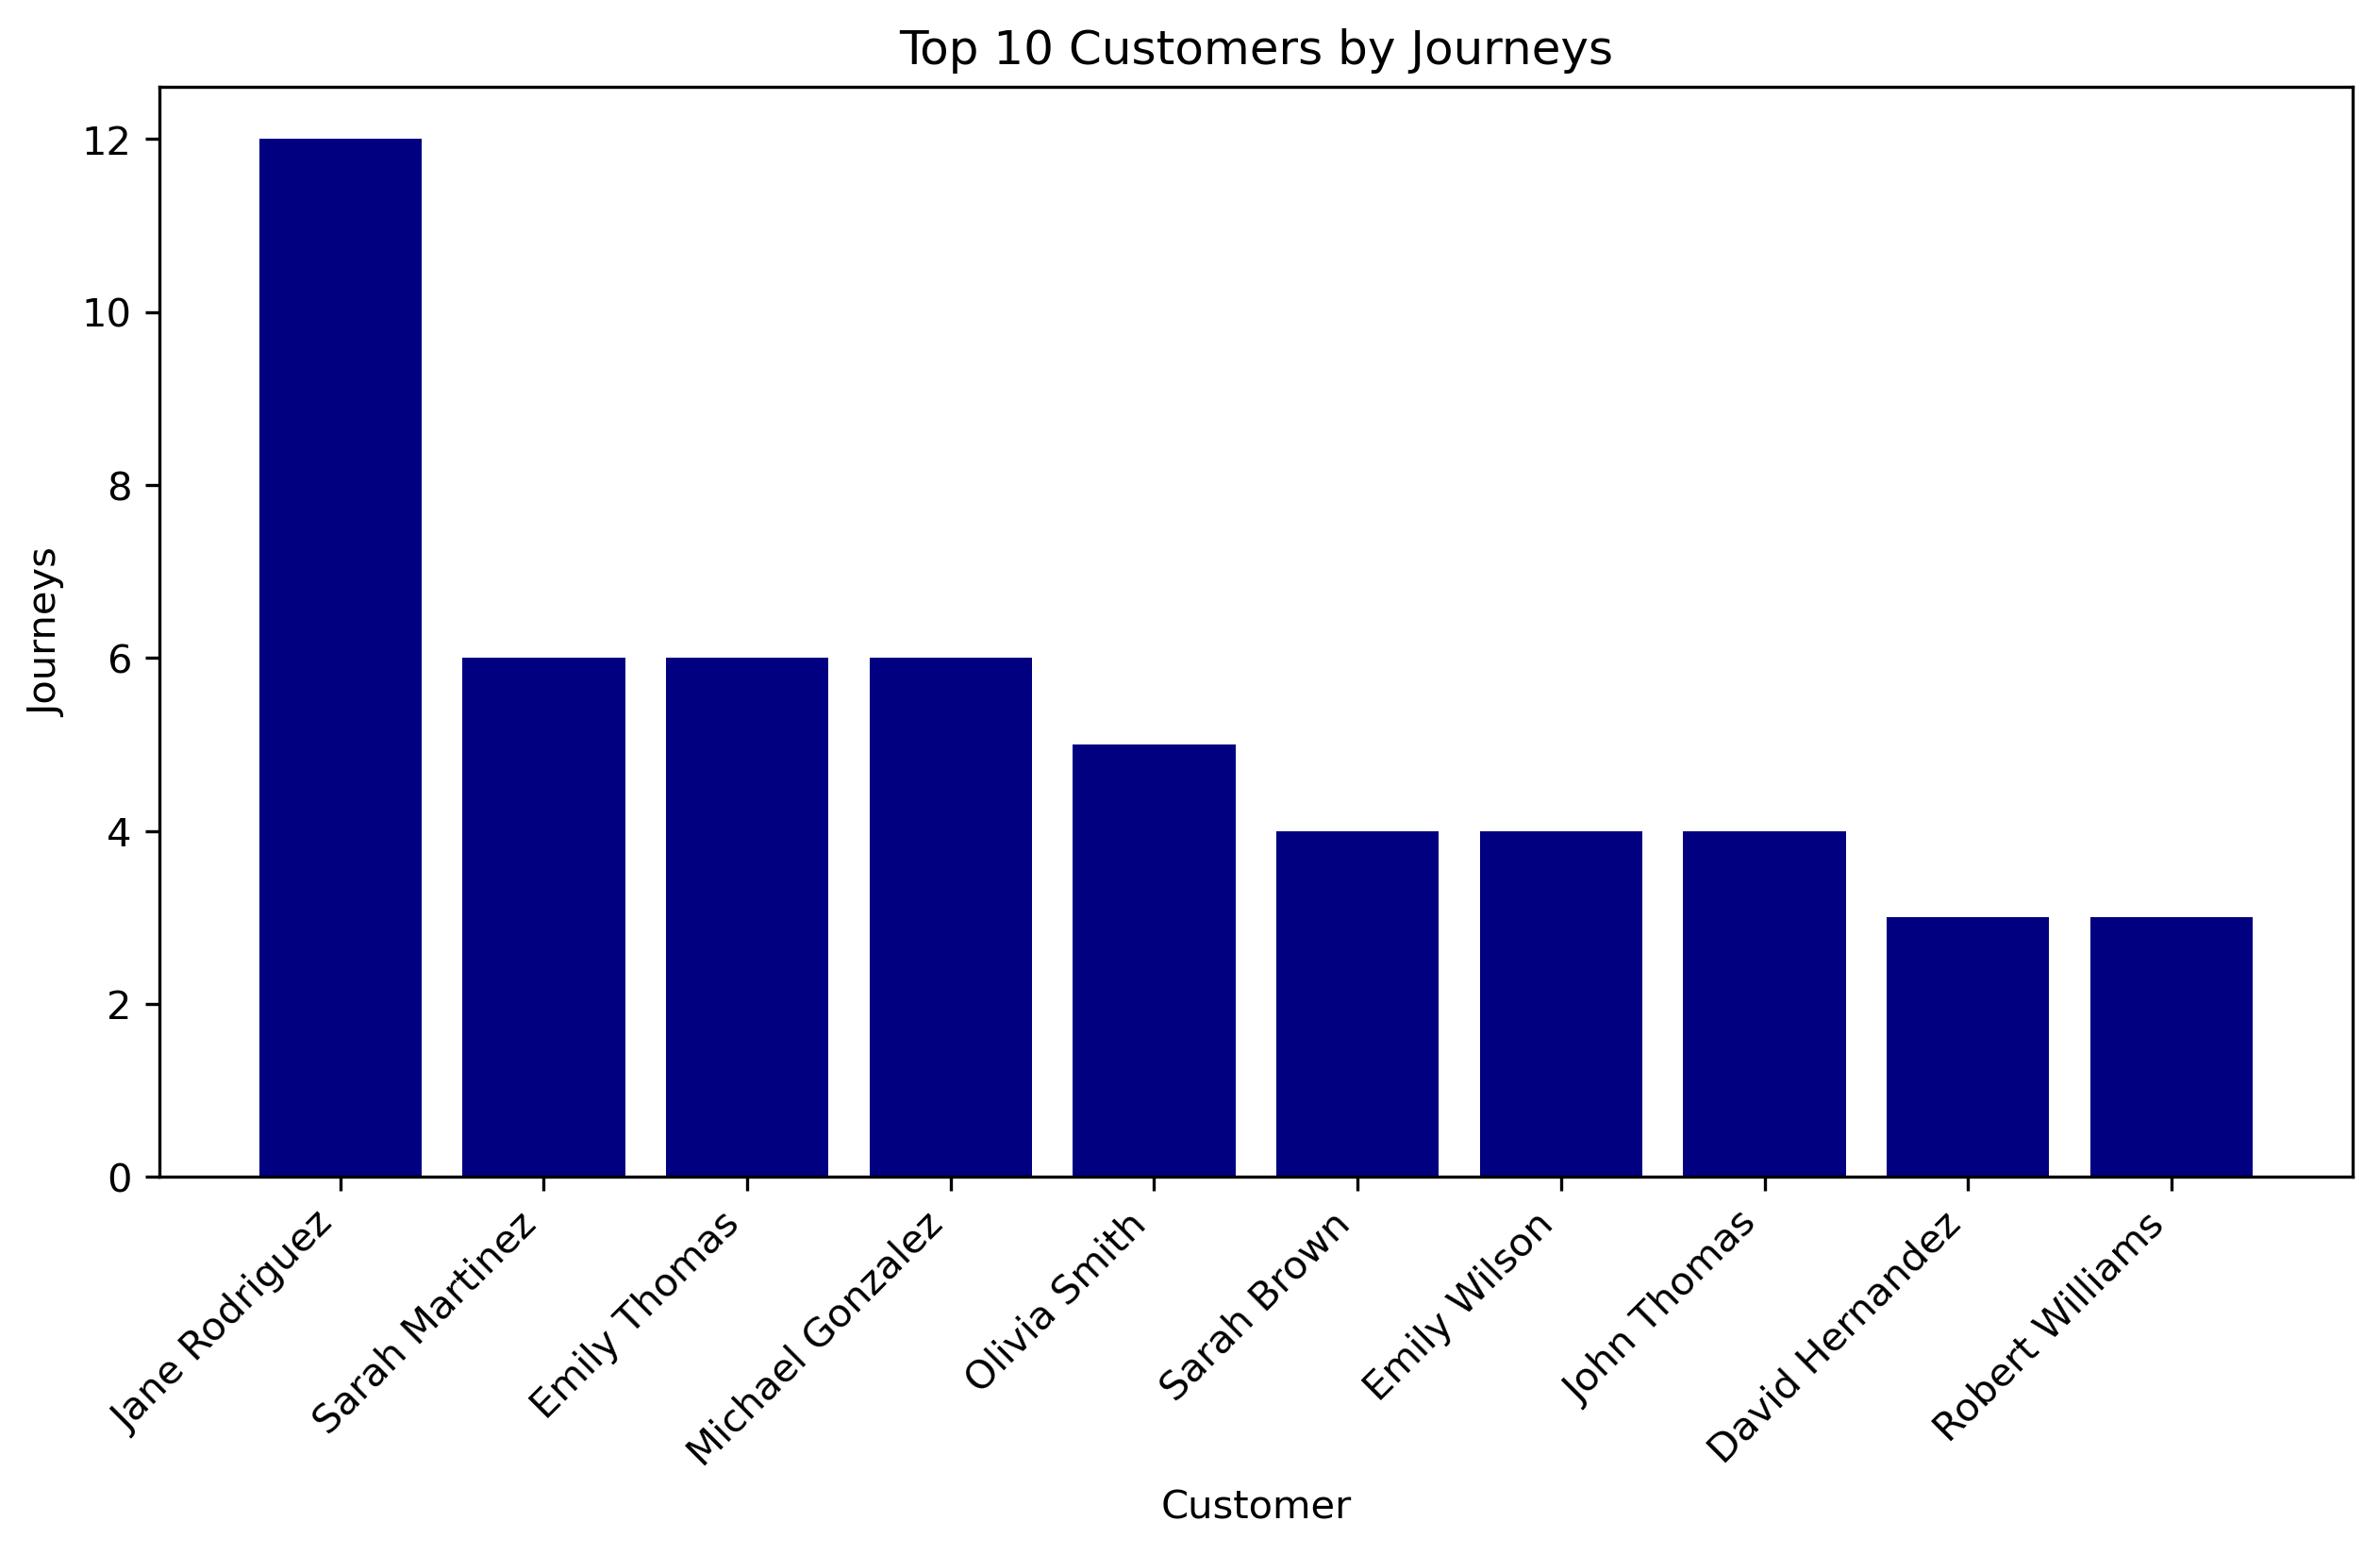 Top 10 Customers by Journeys
Journeys
12
10
8
6
4
2
0
Jane Rodriguez
Sarah Martinez
Emily Thomas
Michael Gonzalez
Olivia Smith
Sarah Brown
Emily Wilson
John Thomas
David Hernandez
Robert Williams
Customer